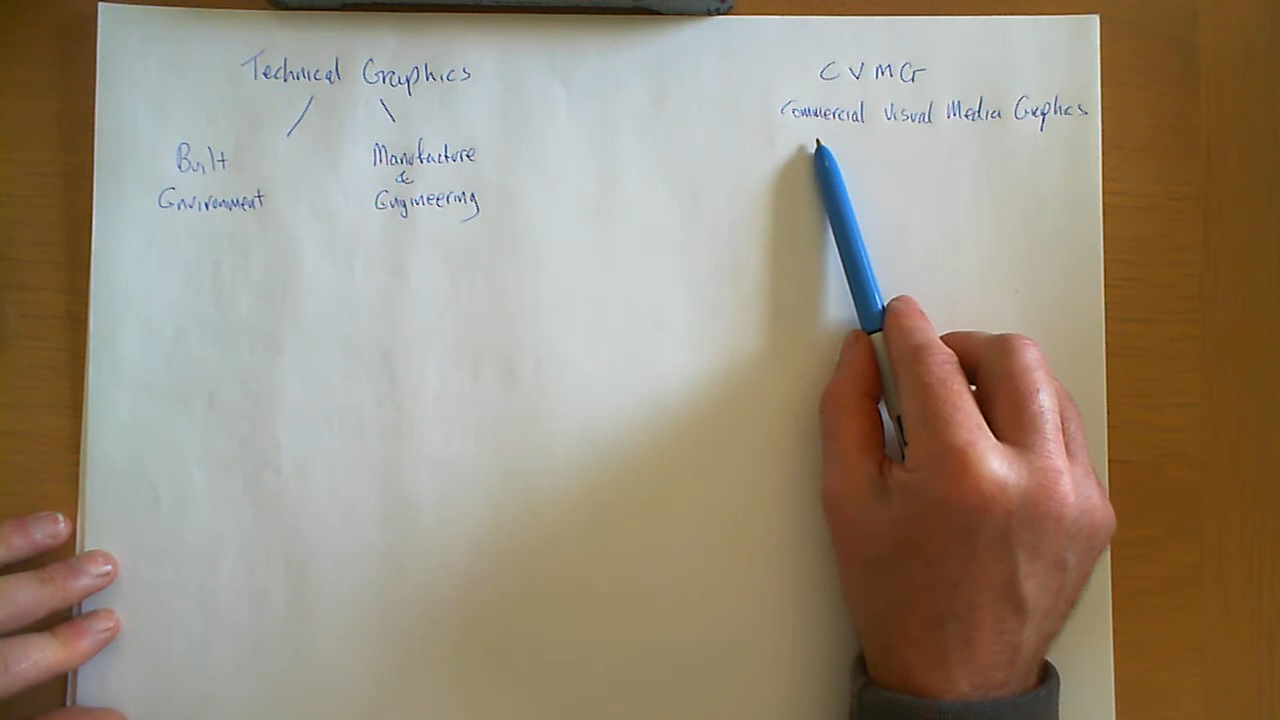 Technical Graphics
Built
Environment
Manufacture
&
Engineering
CVMG
Commercial Visual Media Graphics